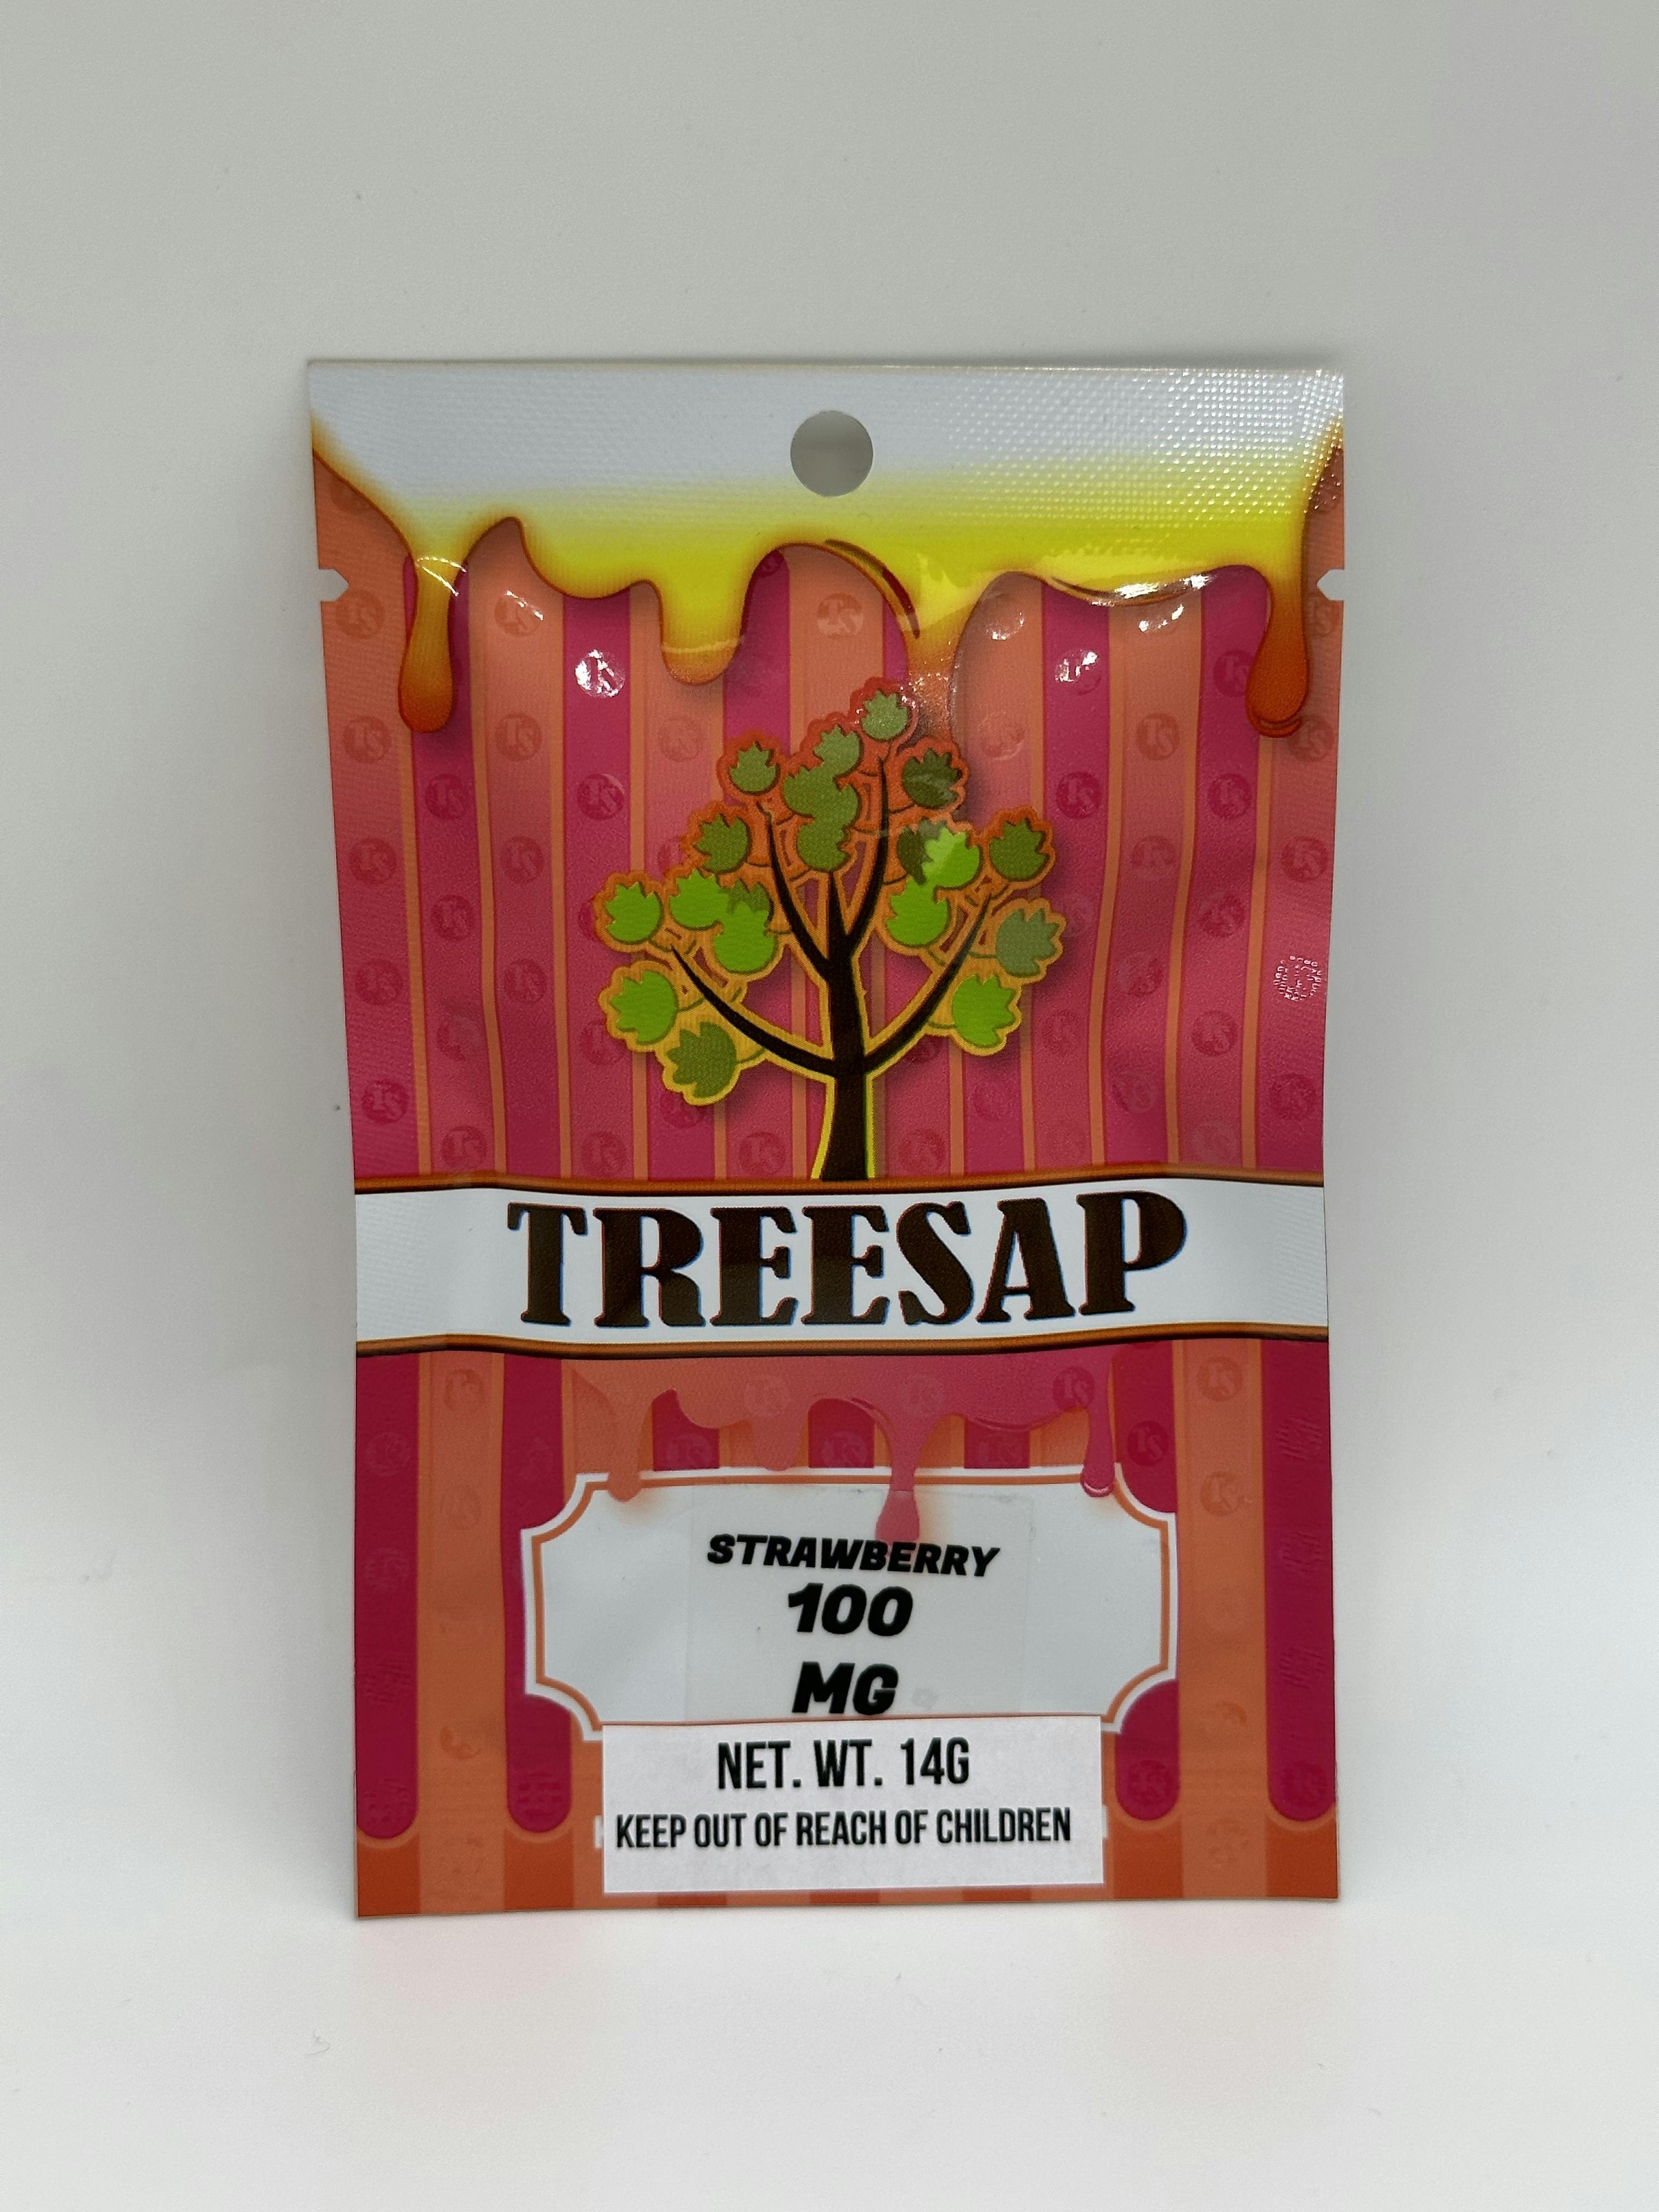 TREESAP
STRAWBERRY
100
MG
NET. WT. 14G
KEEP OUT OF REACH OF CHILDREN